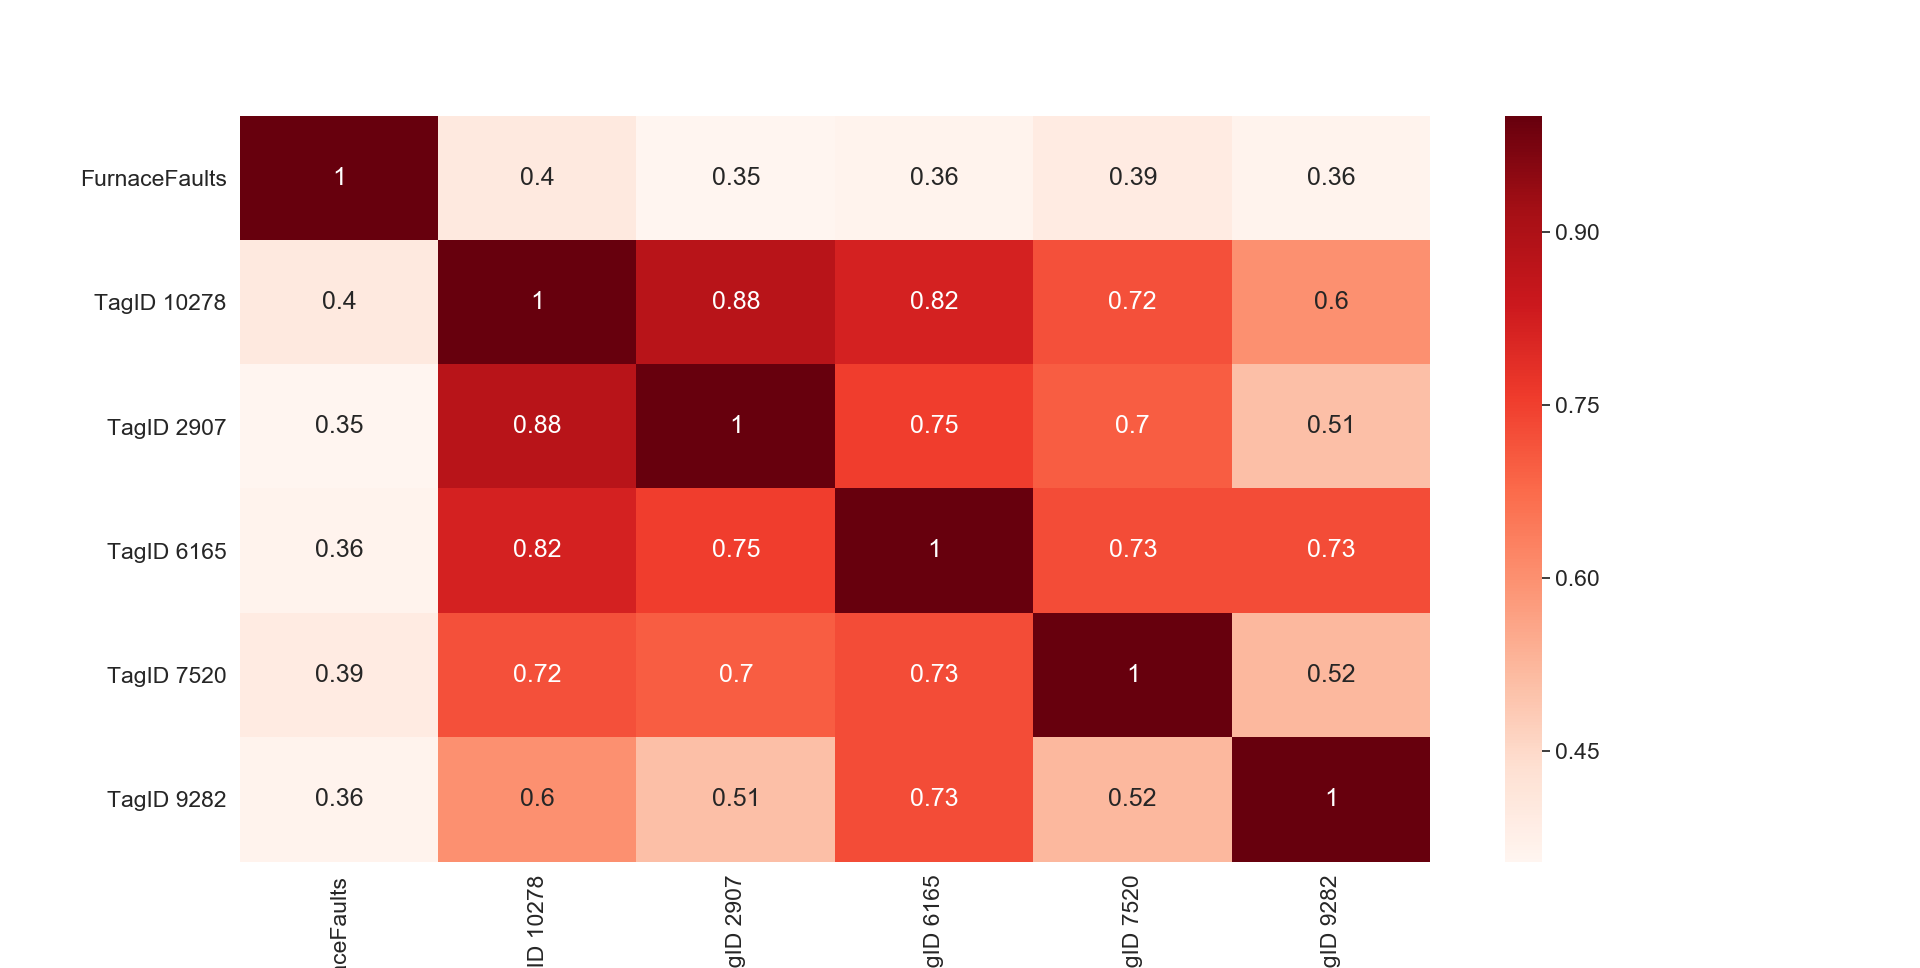 FurnaceFaults 1 0.4 0.35 0.36 0.39 0.36
TagID 10278 0.4 1 0.88 0.82 0.72 0.6
TagID 2907 0.35 0.88 1 0.75 0.7 0.51
TagID 6165 0.36 0.82 0.75 1 0.73 0.73
TagID 7520 0.39 0.72 0.7 0.73 1 0.52
TagID 9282 0.36 0.6 0.51 0.73 0.52 1
aceFaults
ID 10278
gID 2907
gID 6165
gID 7520
gID 9282
0.90
0.75
0.60
0.45